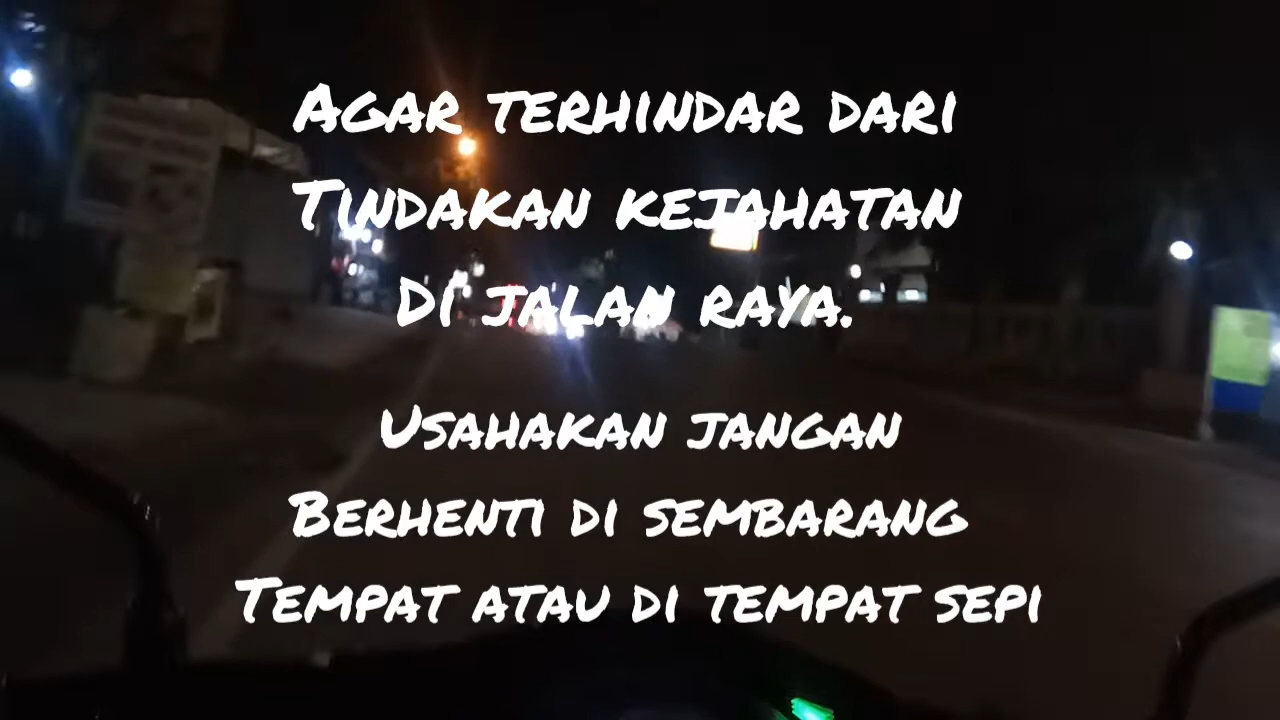 Agar terhindar dari
Tindakan kejahatan
Di jalan raya.
Usahakan jangan
Berhenti di sembarang
Tempat atau di tempat sepi